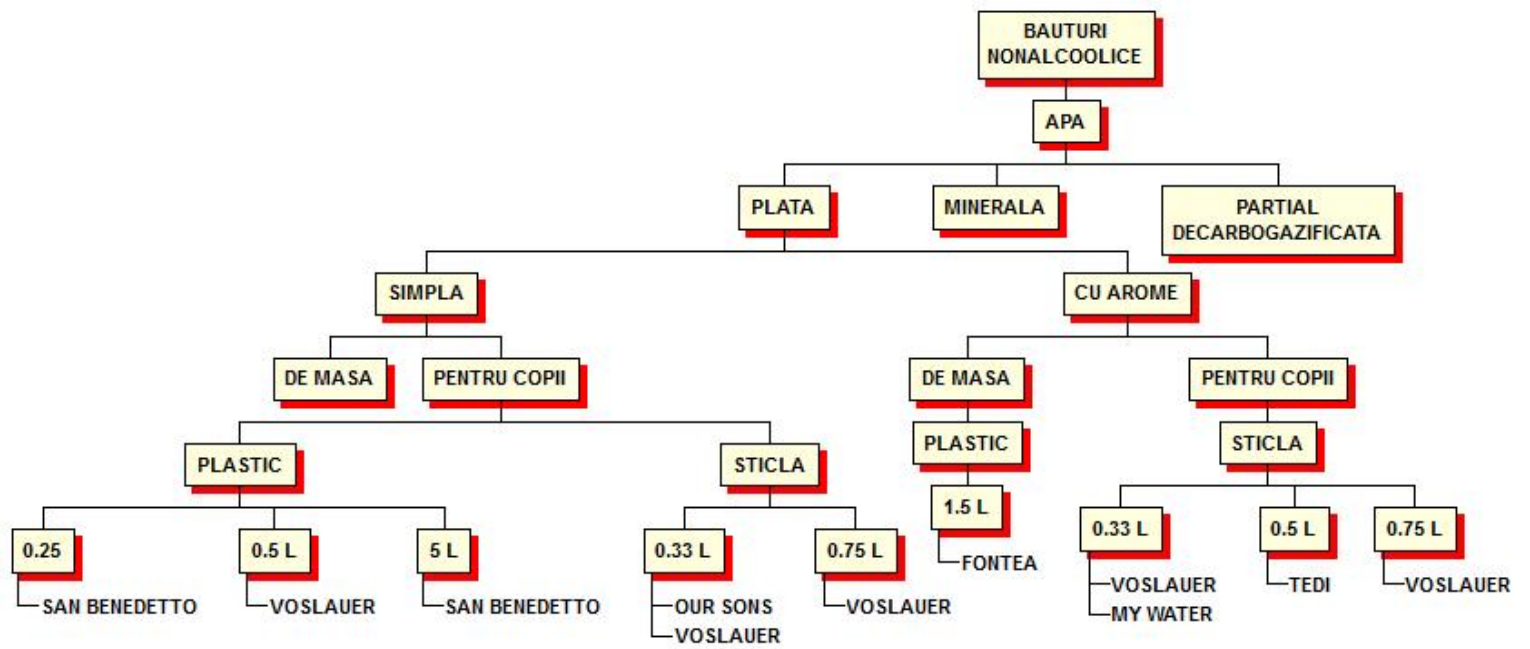 BAUTURI
NONALCOOLICE
APA
PLATA
MINERALA
PARTIAL
DECARBOGAZIFICATA
SIMPLA
CU AROME
DE MASA
PENTRU COPII
DE MASA
PENTRU COPII
PLASTIC
STICLA
PLASTIC
STICLA
0.25
0.5 L
5 L
0.33 L
0.75 L
1.5 L
0.33 L
0.5 L
0.75 L
SAN BENEDETTO
VOSLAUER
SAN BENEDETTO
OUR SONS
VOSLAUER
VOSLAUER
FONTEA
VOSLAUER
MY WATER
TEDI
VOSLAUER